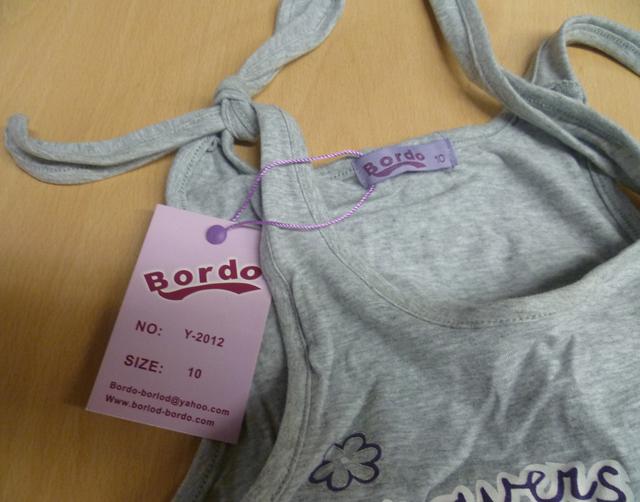 Bordo 10
Bordo
NO: Y-2012
SIZE: 10
Bordo-borlod@yahoo.com
Www.borlod-bordo.com